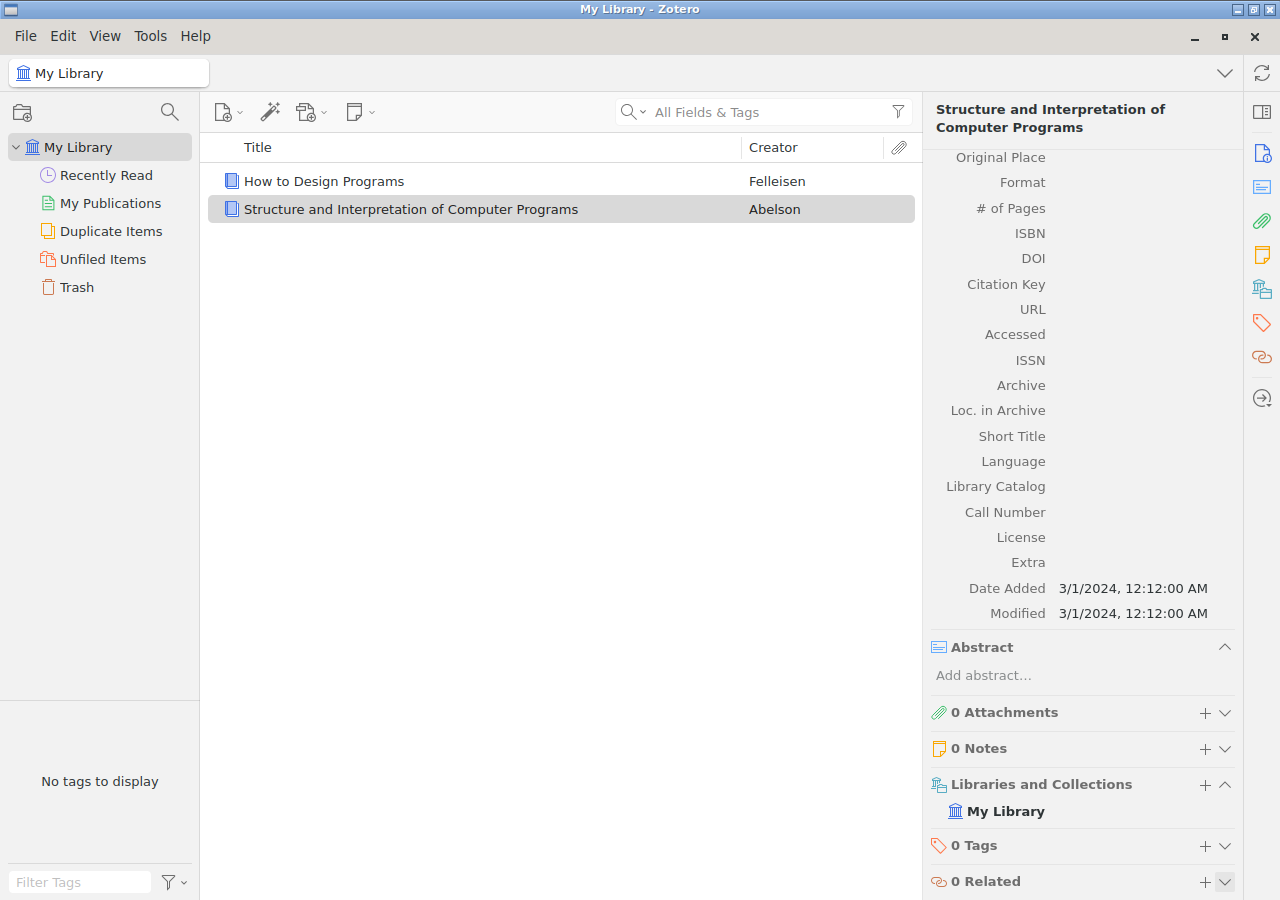 My Library - Zotero
File Edit View Tools Help
My Library
All Fields & Tags
Title Creator
My Library
Recently Read
My Publications
Duplicate Items
Unfiled Items
Trash
How to Design Programs Felleisen
Structure and Interpretation of Computer Programs Abelson
No tags to display
Filter Tags
Structure and Interpretation of
Computer Programs
Original Place
Format
# of Pages
ISBN
DOI
Citation Key
URL
Accessed
ISSN
Archive
Loc. in Archive
Short Title
Language
Library Catalog
Call Number
License
Extra
Date Added 3/1/2024, 12:12:00 AM
Modified 3/1/2024, 12:12:00 AM
Abstract
Add abstract...
0 Attachments
0 Notes
Libraries and Collections
My Library
0 Tags
0 Related